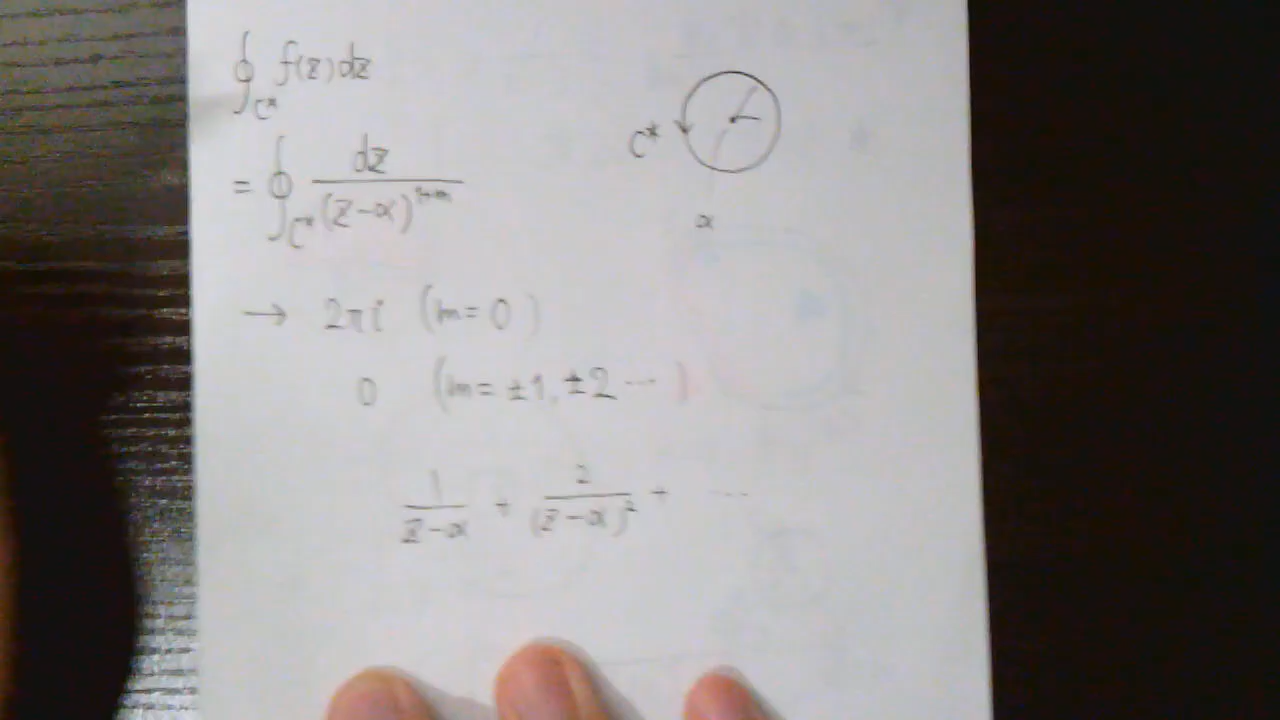 ∮_{C*} f(z)dz
= ∮_{C*} dz/(z-α)^{1+m}
C*
α
→ 2πi (m=0)
0 (m=±1, ±2 ⋯)
1/(z-α) + 2/(z-α)² + ⋯